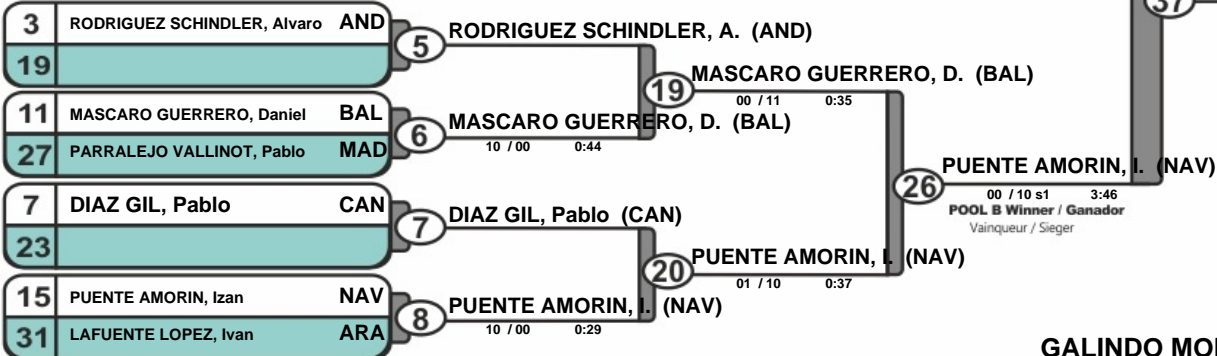 3 RODRIGUEZ SCHINDLER, Alvaro AND
19
5 RODRIGUEZ SCHINDLER, A. (AND)
11 MASCARO GUERRERO, Daniel BAL
27 PARRALEJO VALLINOT, Pablo MAD
6 MASCARO GUERRERO, D. (BAL)
10 / 00 0:44
19 MASCARO GUERRERO, D. (BAL)
00 / 11 0:35
7 DIAZ GIL, Pablo CAN
23
7 DIAZ GIL, Pablo (CAN)
15 PUENTE AMORIN, Izan NAV
31 LAFUENTE LOPEZ, Ivan ARA
8 PUENTE AMORIN, I. (NAV)
10 / 00 0:29
20 PUENTE AMORIN, I. (NAV)
01 / 10 0:37
26 PUENTE AMORIN, I. (NAV)
00 / 10 s1 3:46
POOL B Winner / Ganador
Vainqueur / Sieger
37